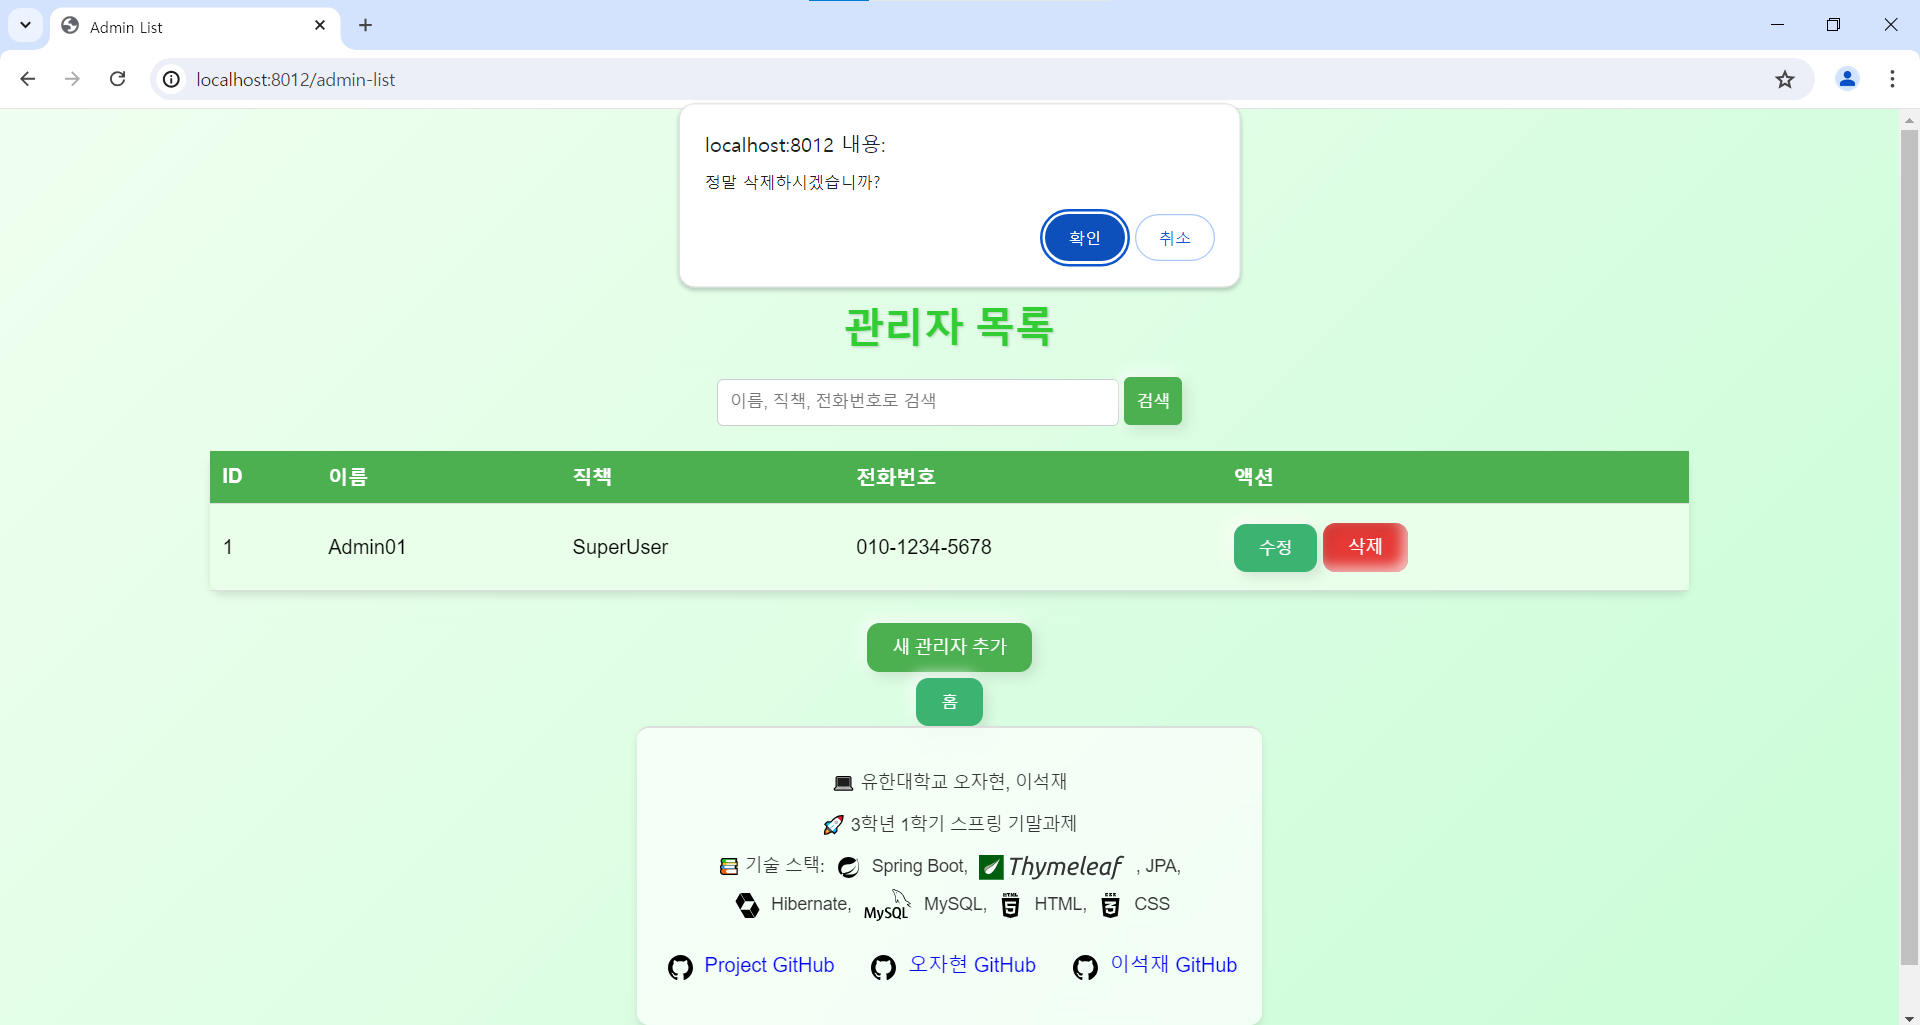 Admin List
localhost:8012/admin-list
localhost:8012 내용:
정말 삭제하시겠습니까?
확인 취소
관리자 목록
이름, 직책, 전화번호로 검색 검색
ID 이름 직책 전화번호 액션
1 Admin01 SuperUser 010-1234-5678 수정 삭제
새 관리자 추가
홈
유한대학교 오자현, 이석재
3학년 1학기 스프링 기말과제
기술 스택: Spring Boot, Thymeleaf , JPA,
Hibernate, MySQL MySQL, HTML HTML, CSS CSS
Project GitHub 오자현 GitHub 이석재 GitHub